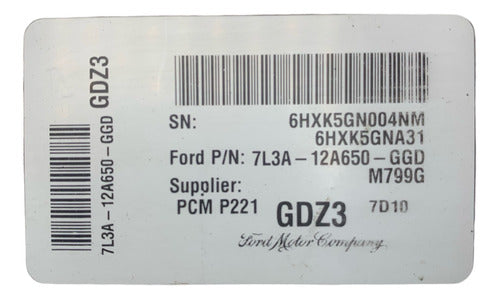 7L3A-12A650-GGD GDZ3
SN: 6HXK5GN004NM
6HXK5GNA31
Ford P/N: 7L3A-12A650-GGD
Supplier: M799G
PCM P221 GDZ3 7D10
Ford Motor Company